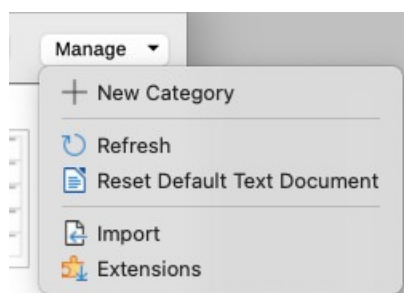 Manage
New Category
Refresh
Reset Default Text Document
Import
Extensions